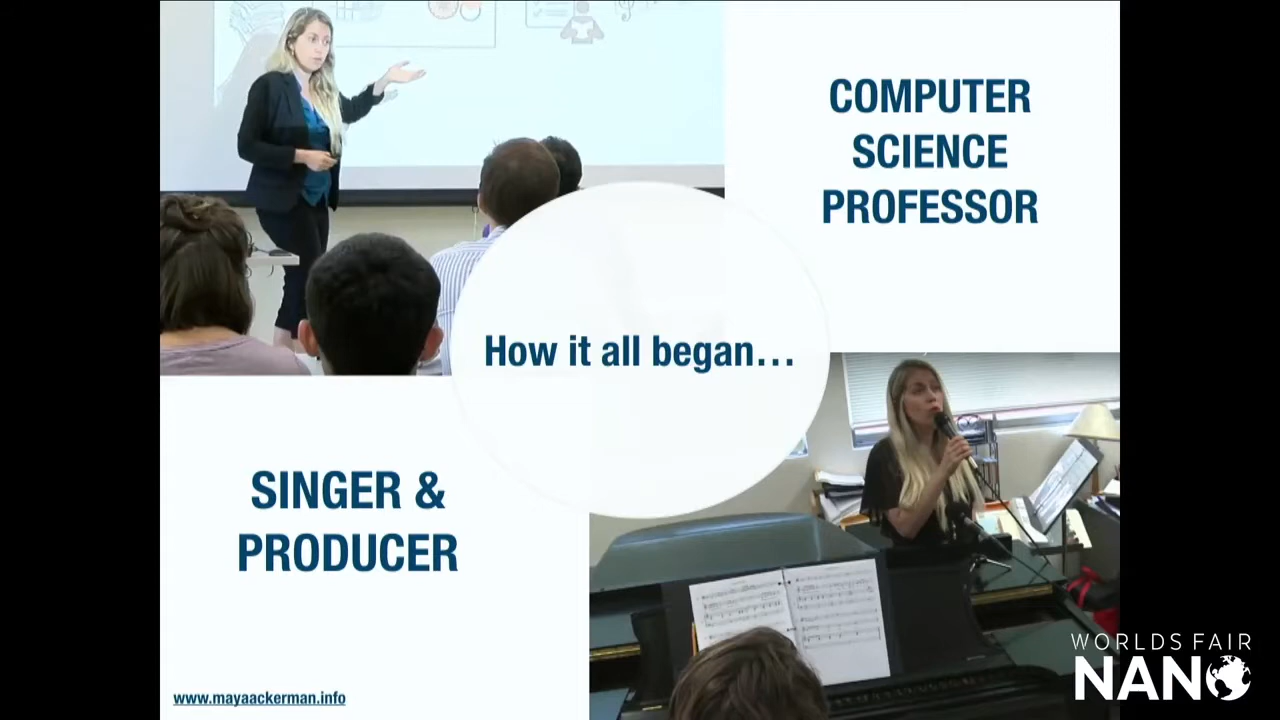 COMPUTER
SCIENCE
PROFESSOR
How it all began…
SINGER &
PRODUCER
www.mayaackerman.info
WORLDS FAIR
NANO